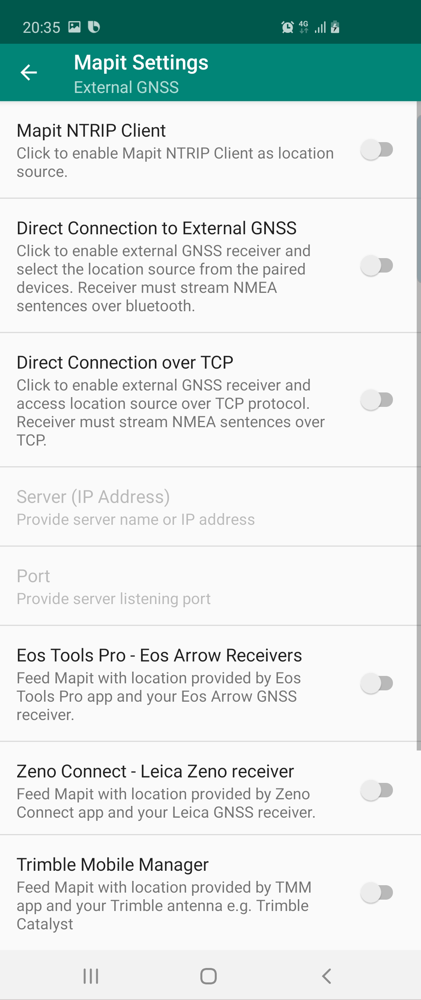 20:35
4G
Mapit Settings
External GNSS
Mapit NTRIP Client
Click to enable Mapit NTRIP Client as location
source.
Direct Connection to External GNSS
Click to enable external GNSS receiver and
select the location source from the paired
devices. Receiver must stream NMEA
sentences over bluetooth.
Direct Connection over TCP
Click to enable external GNSS receiver and
access location source over TCP protocol.
Receiver must stream NMEA sentences over
TCP.
Server (IP Address)
Provide server name or IP address
Port
Provide server listening port
Eos Tools Pro - Eos Arrow Receivers
Feed Mapit with location provided by Eos
Tools Pro app and your Eos Arrow GNSS
receiver.
Zeno Connect - Leica Zeno receiver
Feed Mapit with location provided by Zeno
Connect app and your Leica GNSS receiver.
Trimble Mobile Manager
Feed Mapit with location provided by TMM
app and your Trimble antenna e.g. Trimble
Catalyst